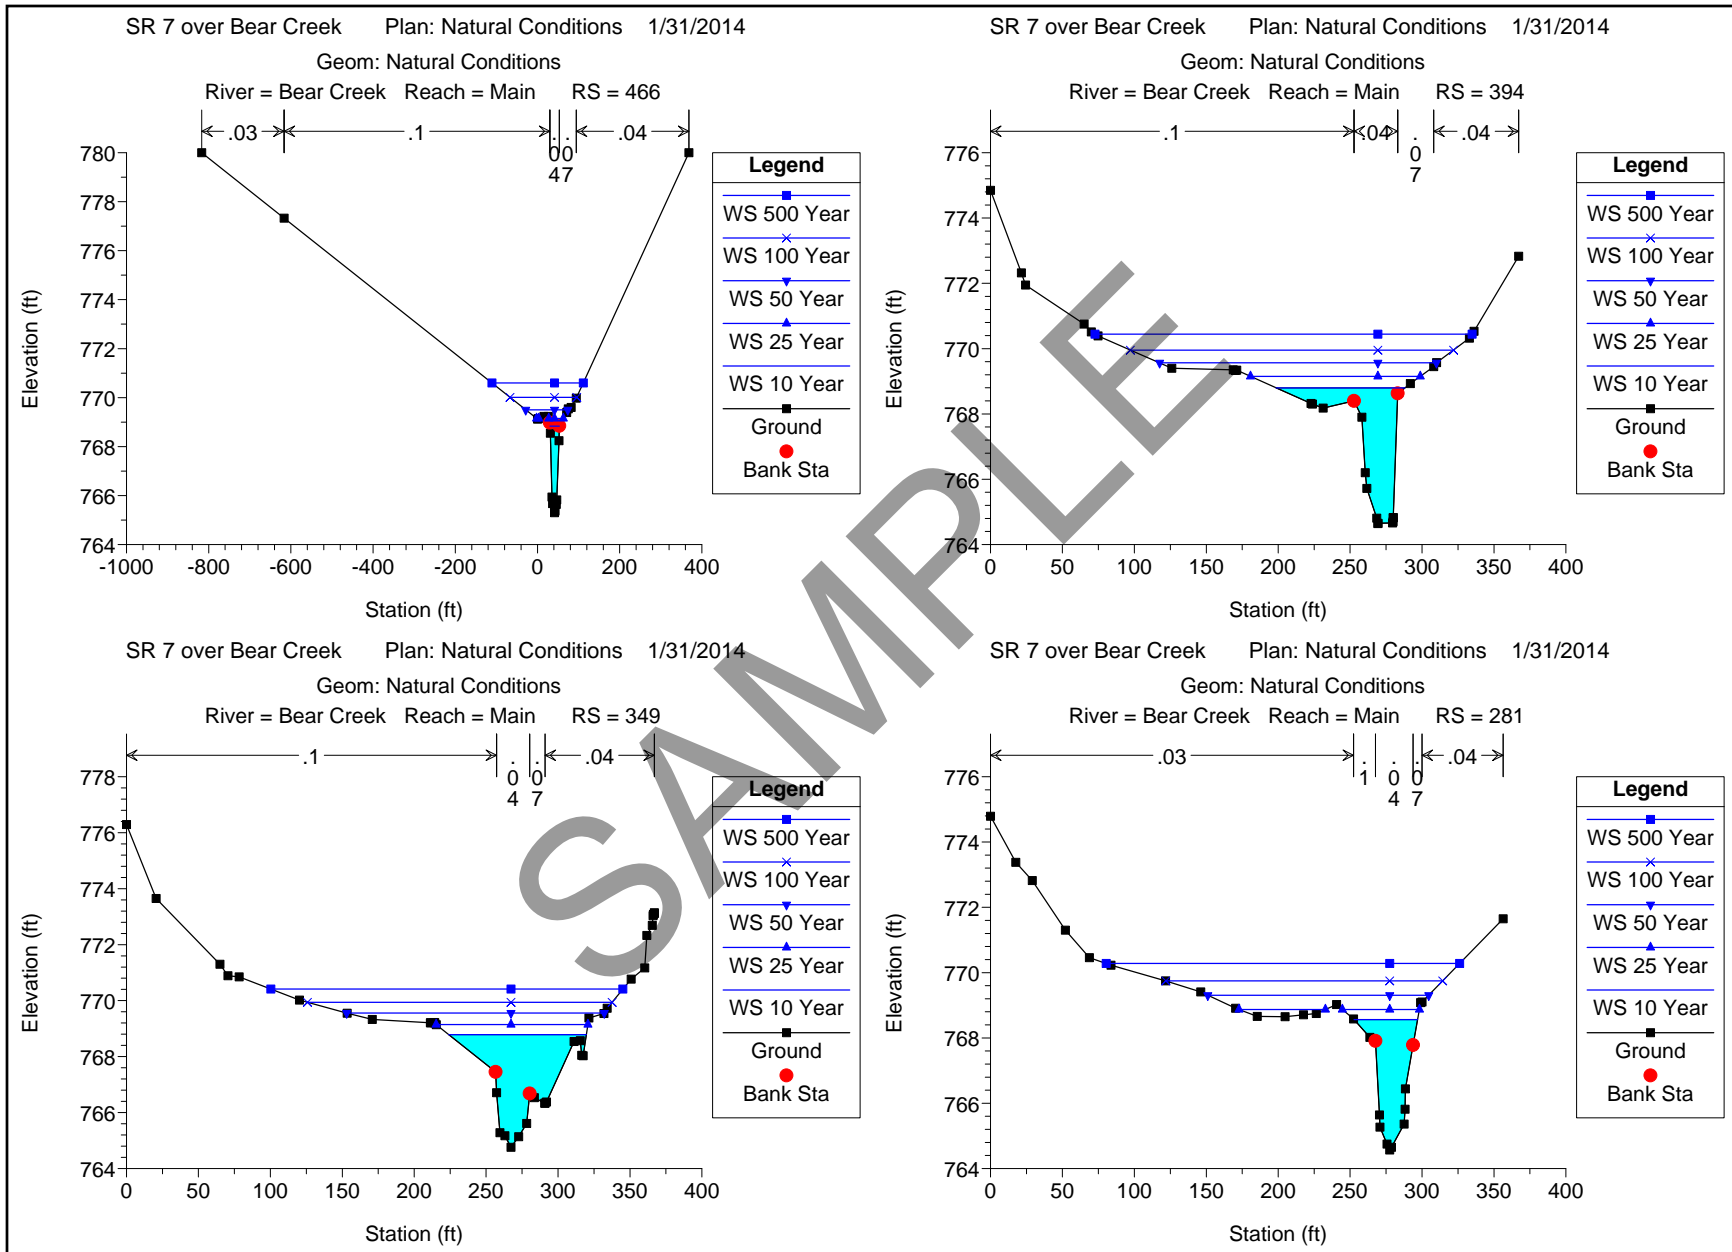 SR 7 over Bear Creek Plan: Natural Conditions 1/31/2014
Geom: Natural Conditions
River = Bear Creek Reach = Main RS = 466
.03 .1 .04 .07 .04
780
778
776
774
772
770
768
766
764
Elevation (ft)
-1000 -800 -600 -400 -200 0 200 400
Station (ft)
Legend
WS 500 Year
WS 100 Year
WS 50 Year
WS 25 Year
WS 10 Year
Ground
Bank Sta
SR 7 over Bear Creek Plan: Natural Conditions 1/31/2014
Geom: Natural Conditions
River = Bear Creek Reach = Main RS = 394
.1 .04 .07 .04
776
774
772
770
768
766
764
Elevation (ft)
0 50 100 150 200 250 300 350 400
Station (ft)
Legend
WS 500 Year
WS 100 Year
WS 50 Year
WS 25 Year
WS 10 Year
Ground
Bank Sta
SR 7 over Bear Creek Plan: Natural Conditions 1/31/2014
Geom: Natural Conditions
River = Bear Creek Reach = Main RS = 349
.1 .04 .07 .04
778
776
774
772
770
768
766
764
Elevation (ft)
0 50 100 150 200 250 300 350 400
Station (ft)
Legend
WS 500 Year
WS 100 Year
WS 50 Year
WS 25 Year
WS 10 Year
Ground
Bank Sta
SR 7 over Bear Creek Plan: Natural Conditions 1/31/2014
Geom: Natural Conditions
River = Bear Creek Reach = Main RS = 281
.03 .1 .04 .07 .04
776
774
772
770
768
766
764
Elevation (ft)
0 50 100 150 200 250 300 350 400
Station (ft)
Legend
WS 500 Year
WS 100 Year
WS 50 Year
WS 25 Year
WS 10 Year
Ground
Bank Sta
SAMPLE